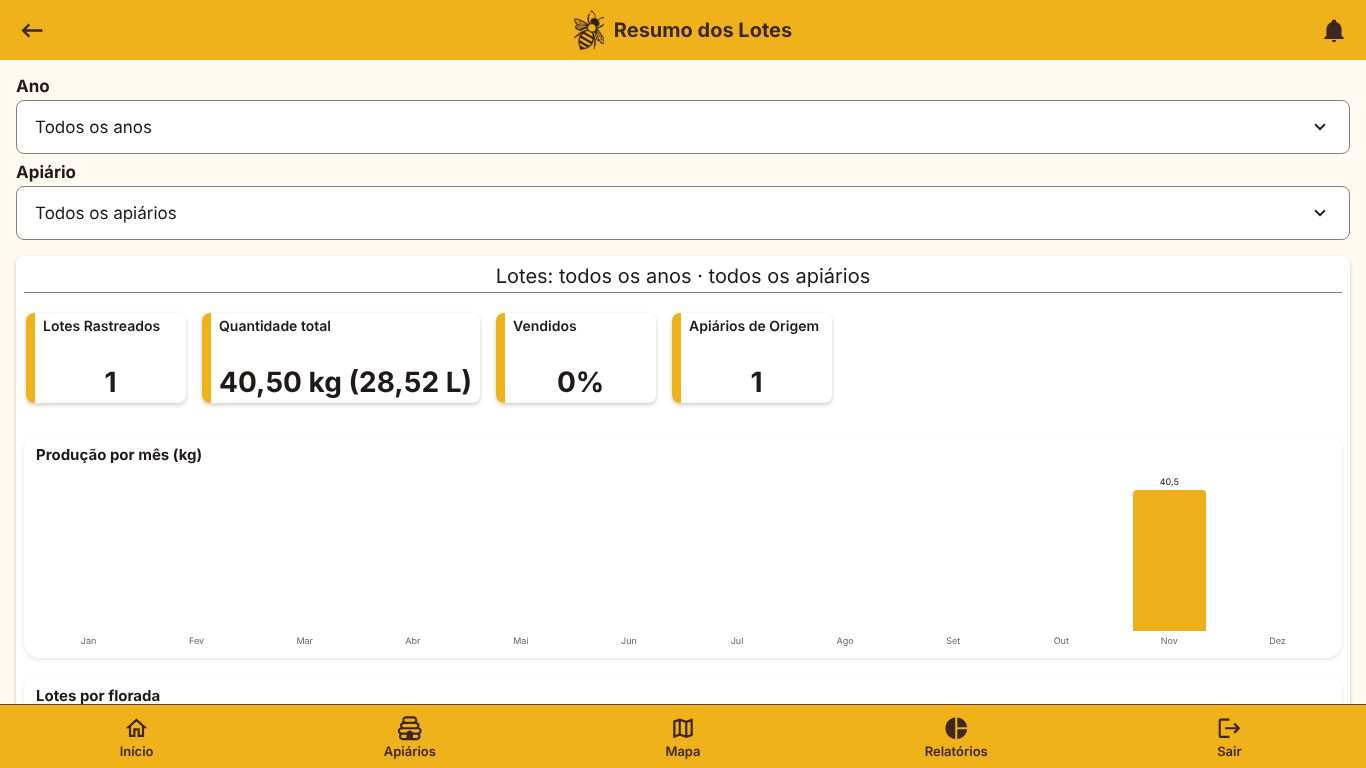 Resumo dos Lotes
Ano
Todos os anos
Apiário
Todos os apiários
Lotes: todos os anos · todos os apiários
Lotes Rastreados
1
Quantidade total
40,50 kg (28,52 L)
Vendidos
0%
Apiários de Origem
1
Produção por mês (kg)
40,5
Jan Fev Mar Abr Mai Jun Jul Ago Set Out Nov Dez
Lotes por florada
Início Apiários Mapa Relatórios Sair